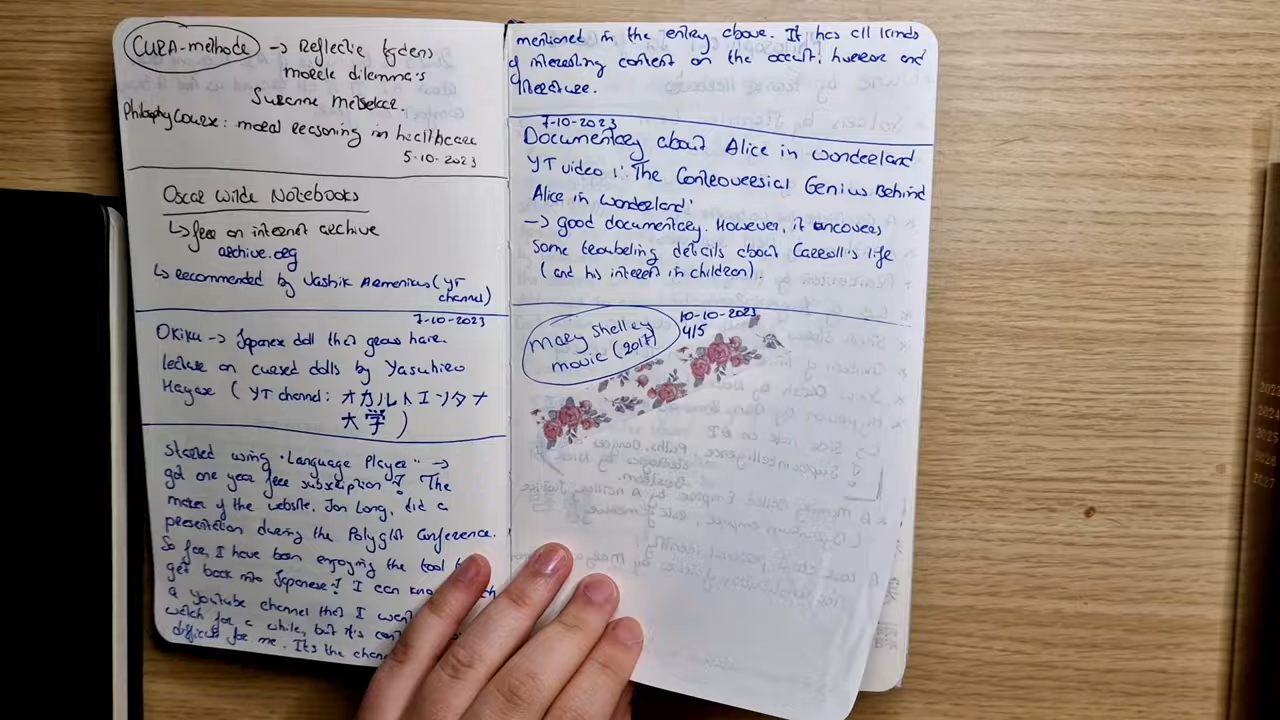 CURA-methode -> Reflectie tijdens
morele dilemma's
Suzanne Metselaar.
Philosophy course: moral reasoning in healthcare
5-10-2023
Oscar Wilde Notebooks
↳ free on internet archive
archive.org
↳ recommended by Jashik Armenius (YT
channel)
7-10-2023
Okiku -> Japanese doll that grows hair.
lecture on cursed dolls by Yasuhiro
Hayase ( YT channel: オカルトエンタメ
大学 )
Started using "Language Player" ->
got one year free subscription! The
maker of the website, Jon Long, did a
presentation during the Polyglot Conference.
So far, I have been enjoying the tool
get back into Japanese! I can
a Youtube channel that I
watch for a while, but it's
difficult for me. Its the
mentioned in the entry above. It has all kinds
of interesting content on the occult, horror and
literature.
7-10-2023
Documentary about Alice in wonderland
YT video: 'The Controversial Genius Behind
Alice in Wonderland'
-> good documentary. However, it uncovers
some troubeling details about Carroll's life
(and his interest in children).
Mary Shelley
movie (2017)
10-10-2023
4/5
2023
2027